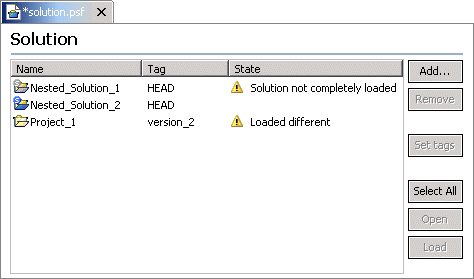 *solution.psf
Solution
Name Tag State
Nested_Solution_1 HEAD Solution not completely loaded
Nested_Solution_2 HEAD
Project_1 version_2 Loaded different
Add...
Remove
Set tags
Select All
Open
Load